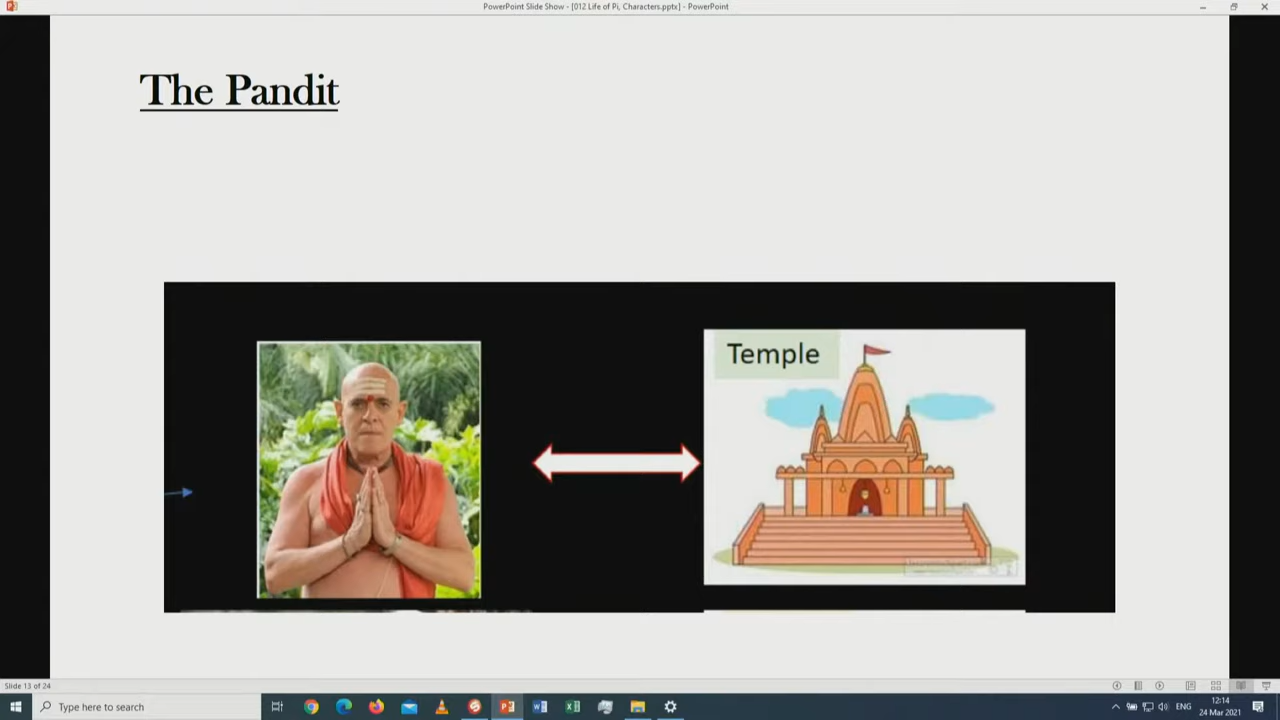 PowerPoint Slide Show - [012 Life of Pi, Characters.pptx] - PowerPoint
The Pandit
Temple
Slide 13 of 24
Type here to search
ENG
12:14
24 Mar 2021